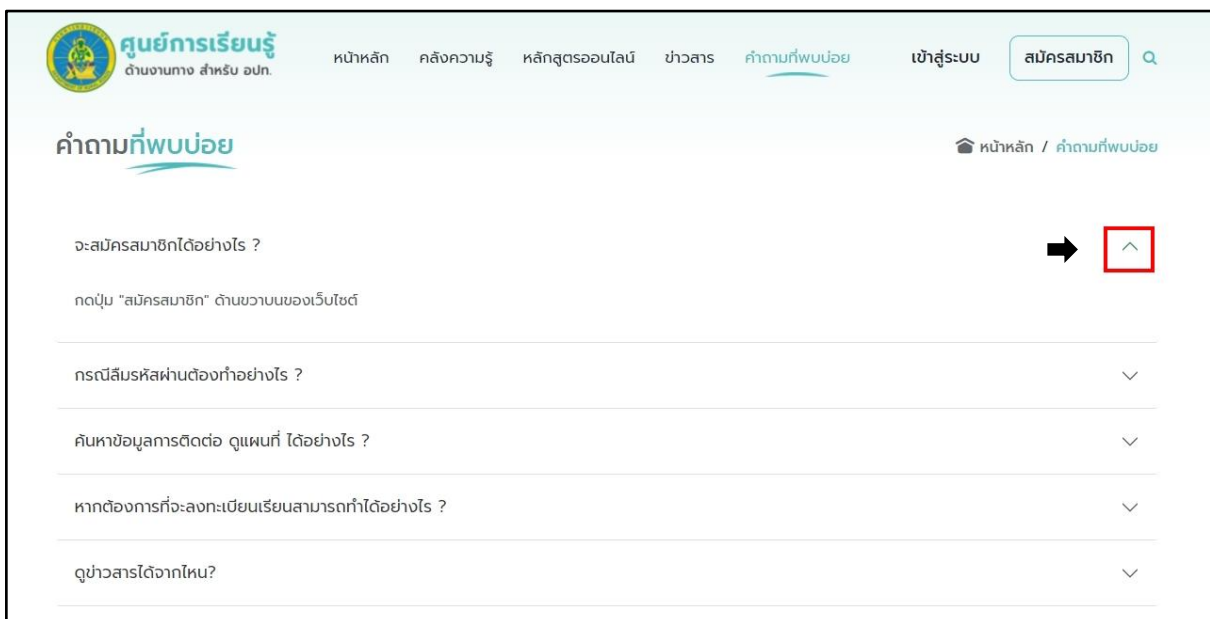 ศูนย์การเรียนรู้
ด้านงานทาง สำหรับ อปท.
หน้าหลัก คลังความรู้ หลักสูตรออนไลน์ ข่าวสาร คำถามที่พบบ่อย เข้าสู่ระบบ สมัครสมาชิก
คำถามที่พบบ่อย
หน้าหลัก / คำถามที่พบบ่อย
จะสมัครสมาชิกได้อย่างไร ?
กดปุ่ม "สมัครสมาชิก" ด้านขวาบนของเว็บไซต์
กรณีลืมรหัสผ่านต้องทำอย่างไร ?
ค้นหาข้อมูลการติดต่อ ดูแผนที่ ได้อย่างไร ?
หากต้องการที่จะลงทะเบียนเรียนสามารถทำได้อย่างไร ?
ดูข่าวสารได้จากไหน?